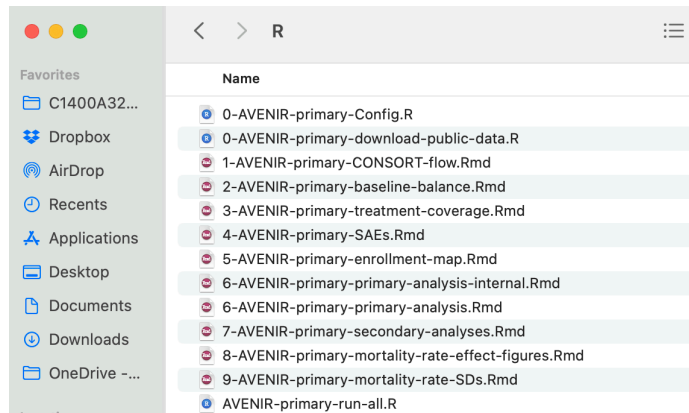 R
Favorites
C1400A32...
Dropbox
AirDrop
Recents
Applications
Desktop
Documents
Downloads
OneDrive -...
Name
0-AVENIR-primary-Config.R
0-AVENIR-primary-download-public-data.R
1-AVENIR-primary-CONSORT-flow.Rmd
2-AVENIR-primary-baseline-balance.Rmd
3-AVENIR-primary-treatment-coverage.Rmd
4-AVENIR-primary-SAEs.Rmd
5-AVENIR-primary-enrollment-map.Rmd
6-AVENIR-primary-primary-analysis-internal.Rmd
6-AVENIR-primary-primary-analysis.Rmd
7-AVENIR-primary-secondary-analyses.Rmd
8-AVENIR-primary-mortality-rate-effect-figures.Rmd
9-AVENIR-primary-mortality-rate-SDs.Rmd
AVENIR-primary-run-all.R